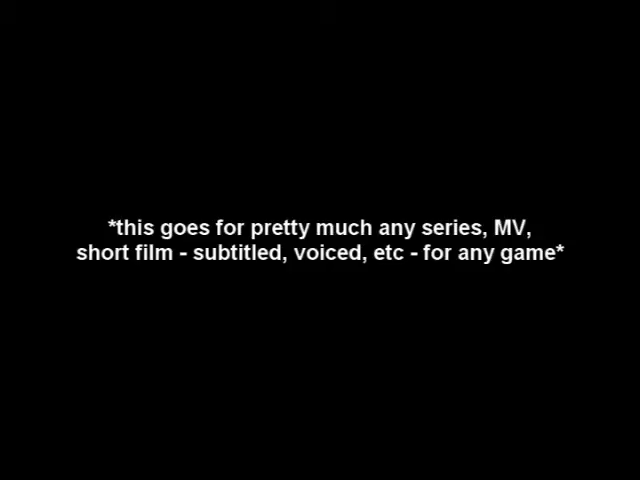 *this goes for pretty much any series, MV,
short film - subtitled, voiced, etc - for any game*